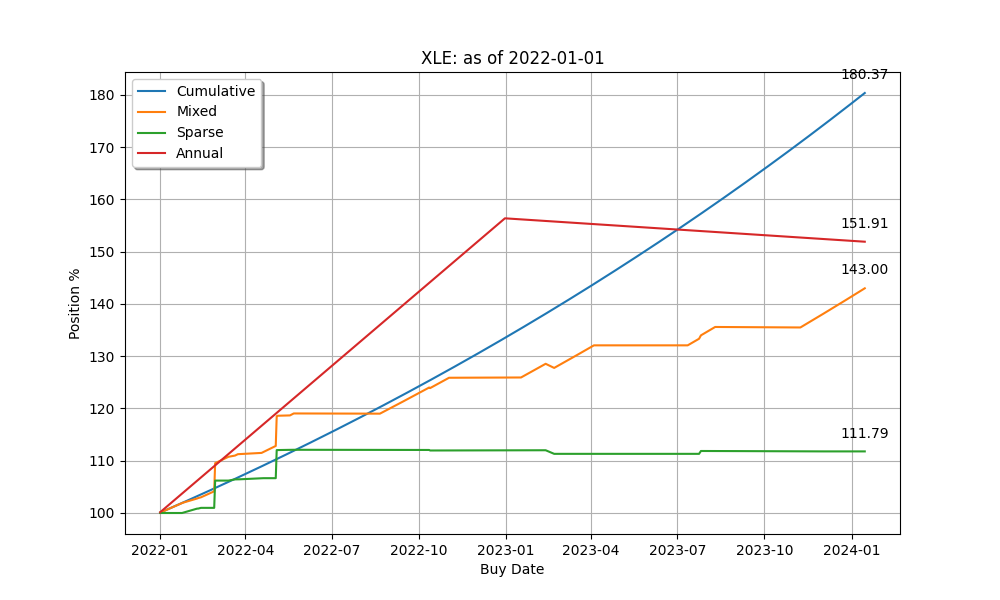 XLE: as of 2022-01-01
180.37
Cumulative
Mixed
Sparse
Annual
151.91
143.00
111.79
180
170
160
150
140
130
120
110
100
Position %
2022-01 2022-04 2022-07 2022-10 2023-01 2023-04 2023-07 2023-10 2024-01
Buy Date